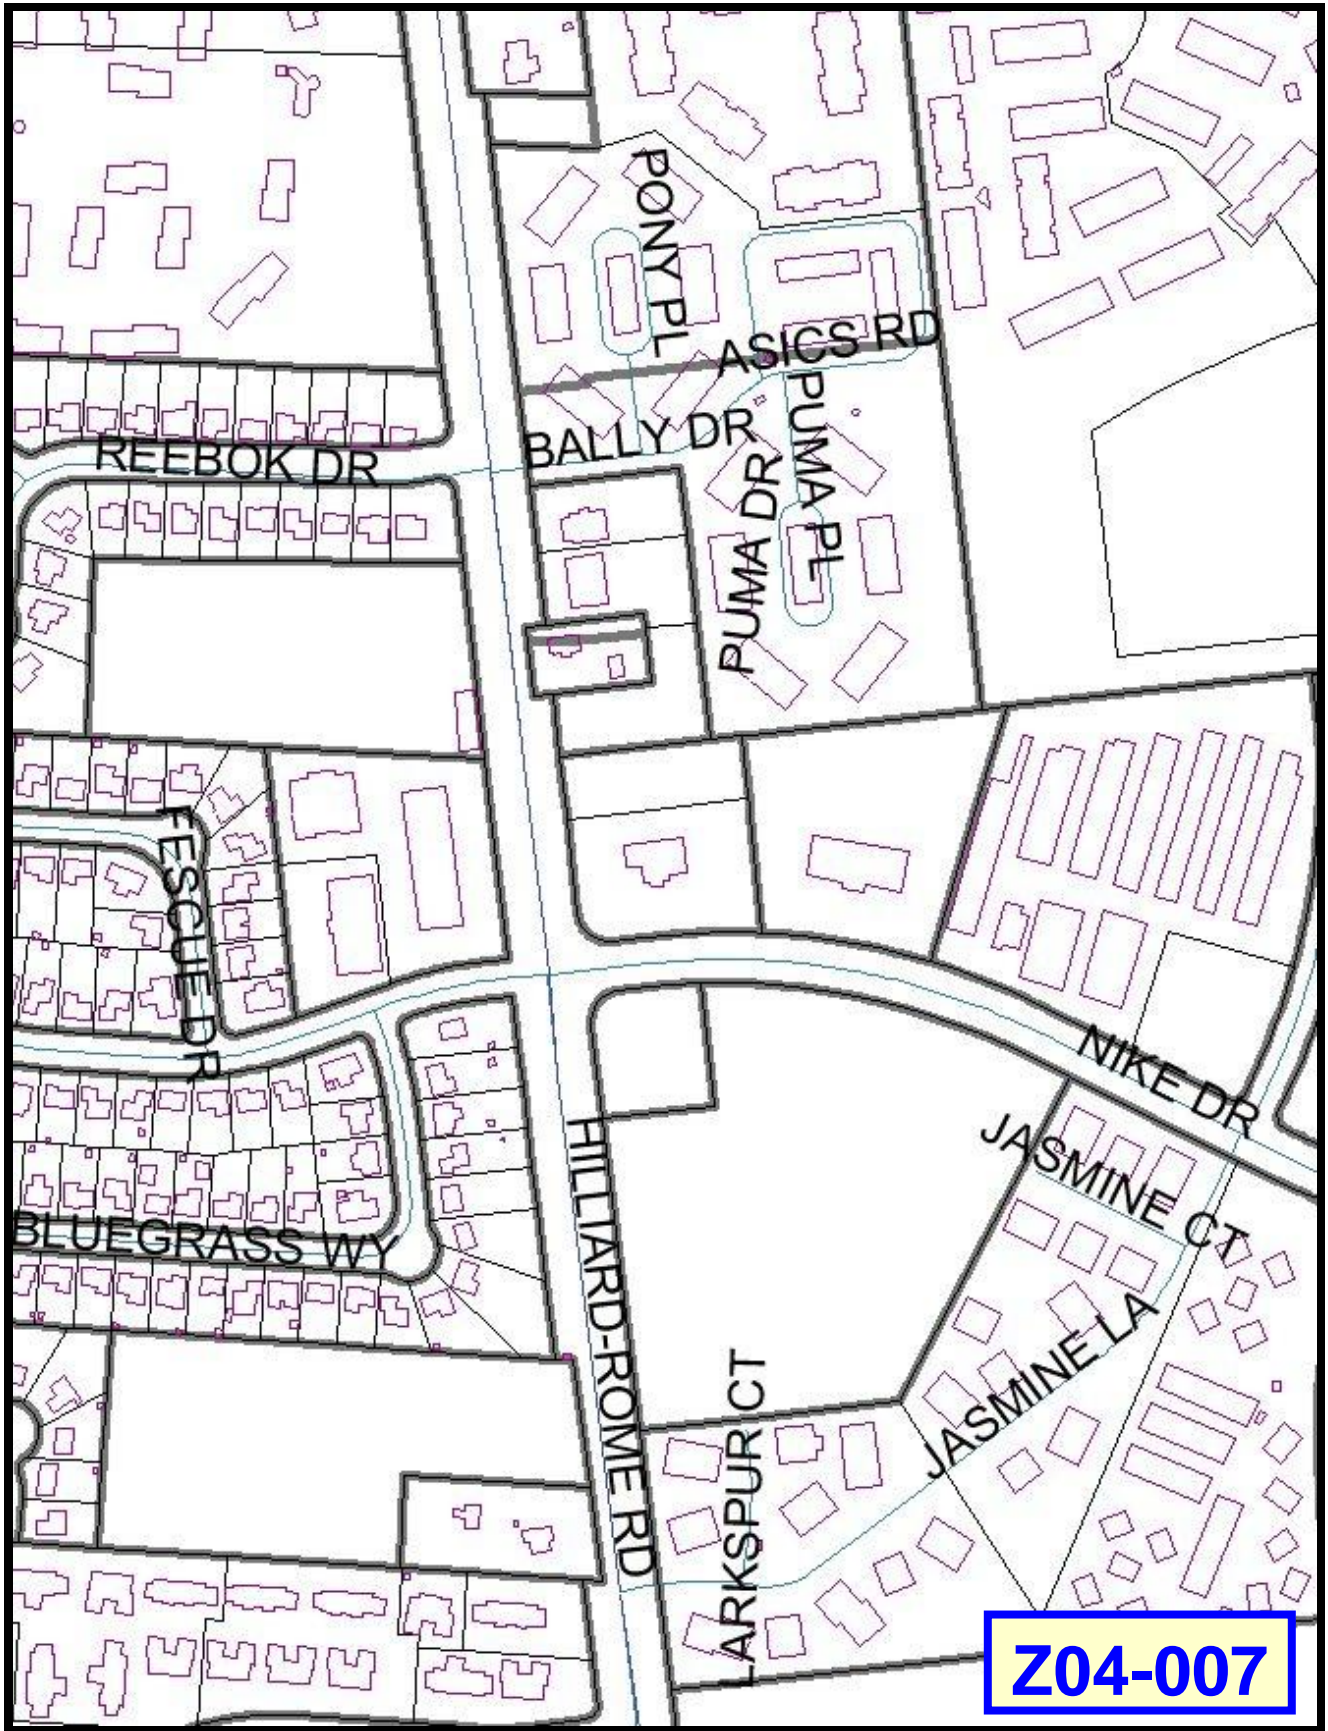 PONY PL
ASICS RD
BALLY DR
REEBOK DR
PUMA PL
PUMA DR
FESCUE DR
NIKE DR
JASMINE CT
HILLIARD-ROME RD
BLUEGRASS WY
JASMINE LA
LARKSPUR CT
Z04-007